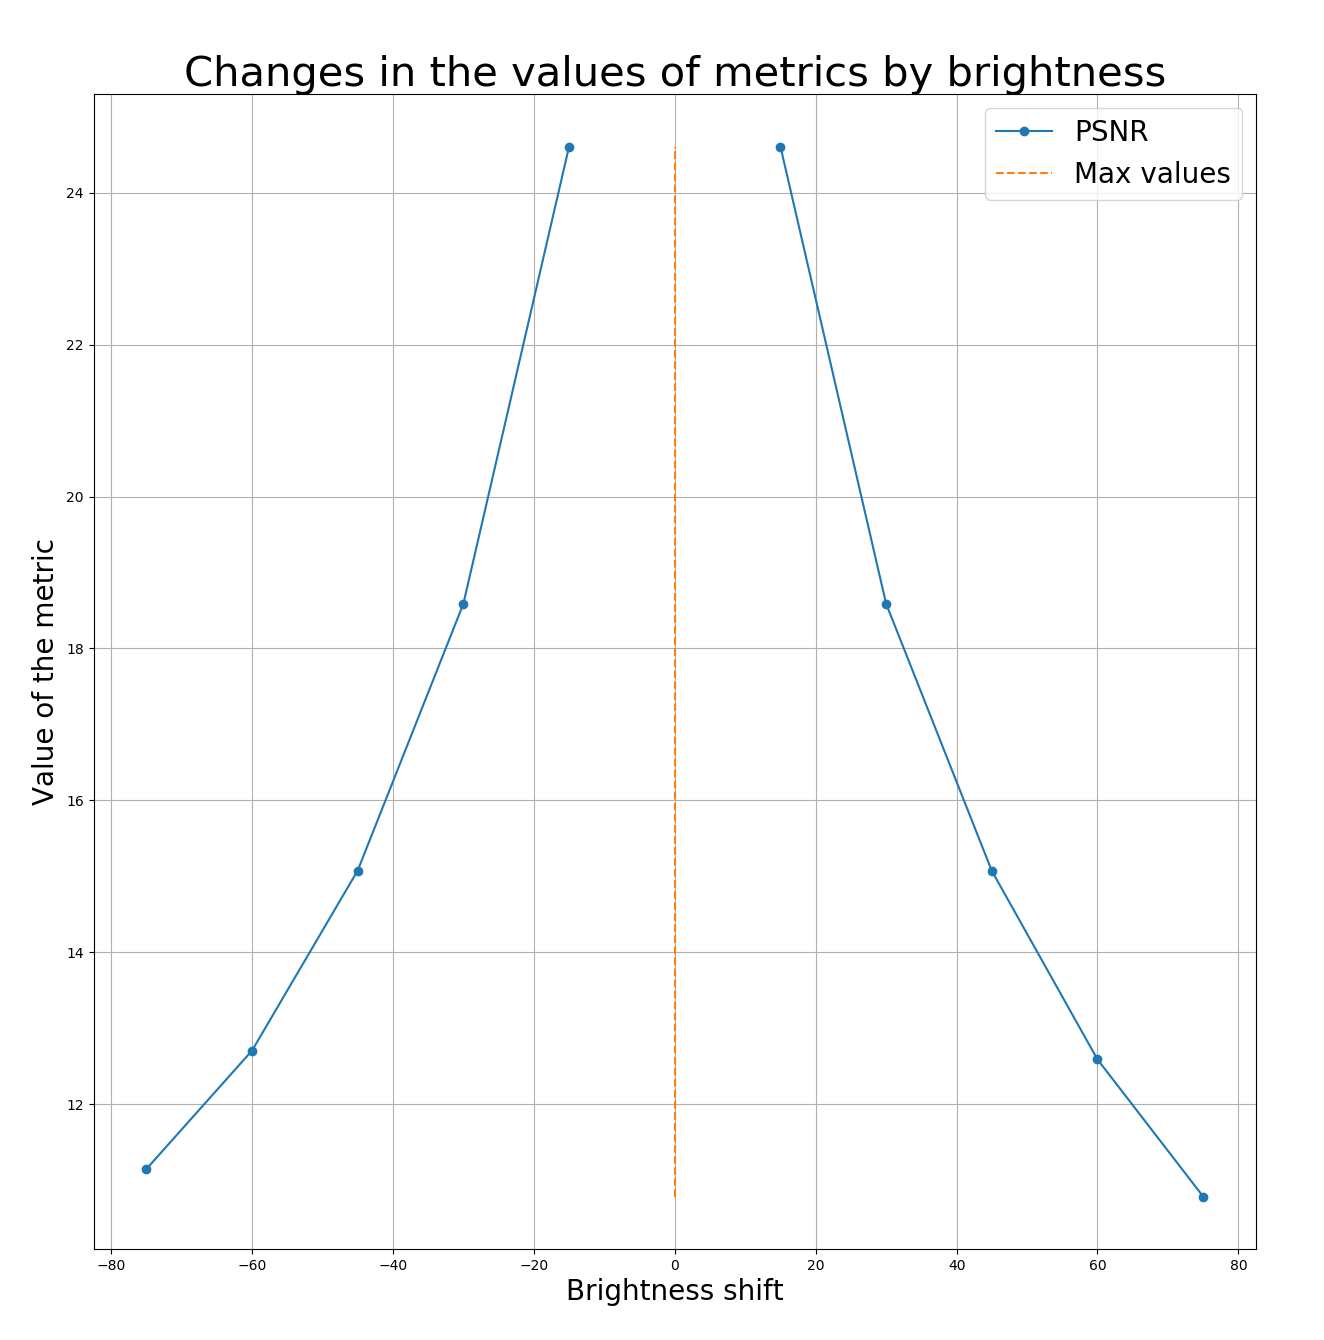 Changes in the values of metrics by brightness
PSNR
Max values
24
22
20
18
16
14
12
Value of the metric
−80 −60 −40 −20 0 20 40 60 80
Brightness shift